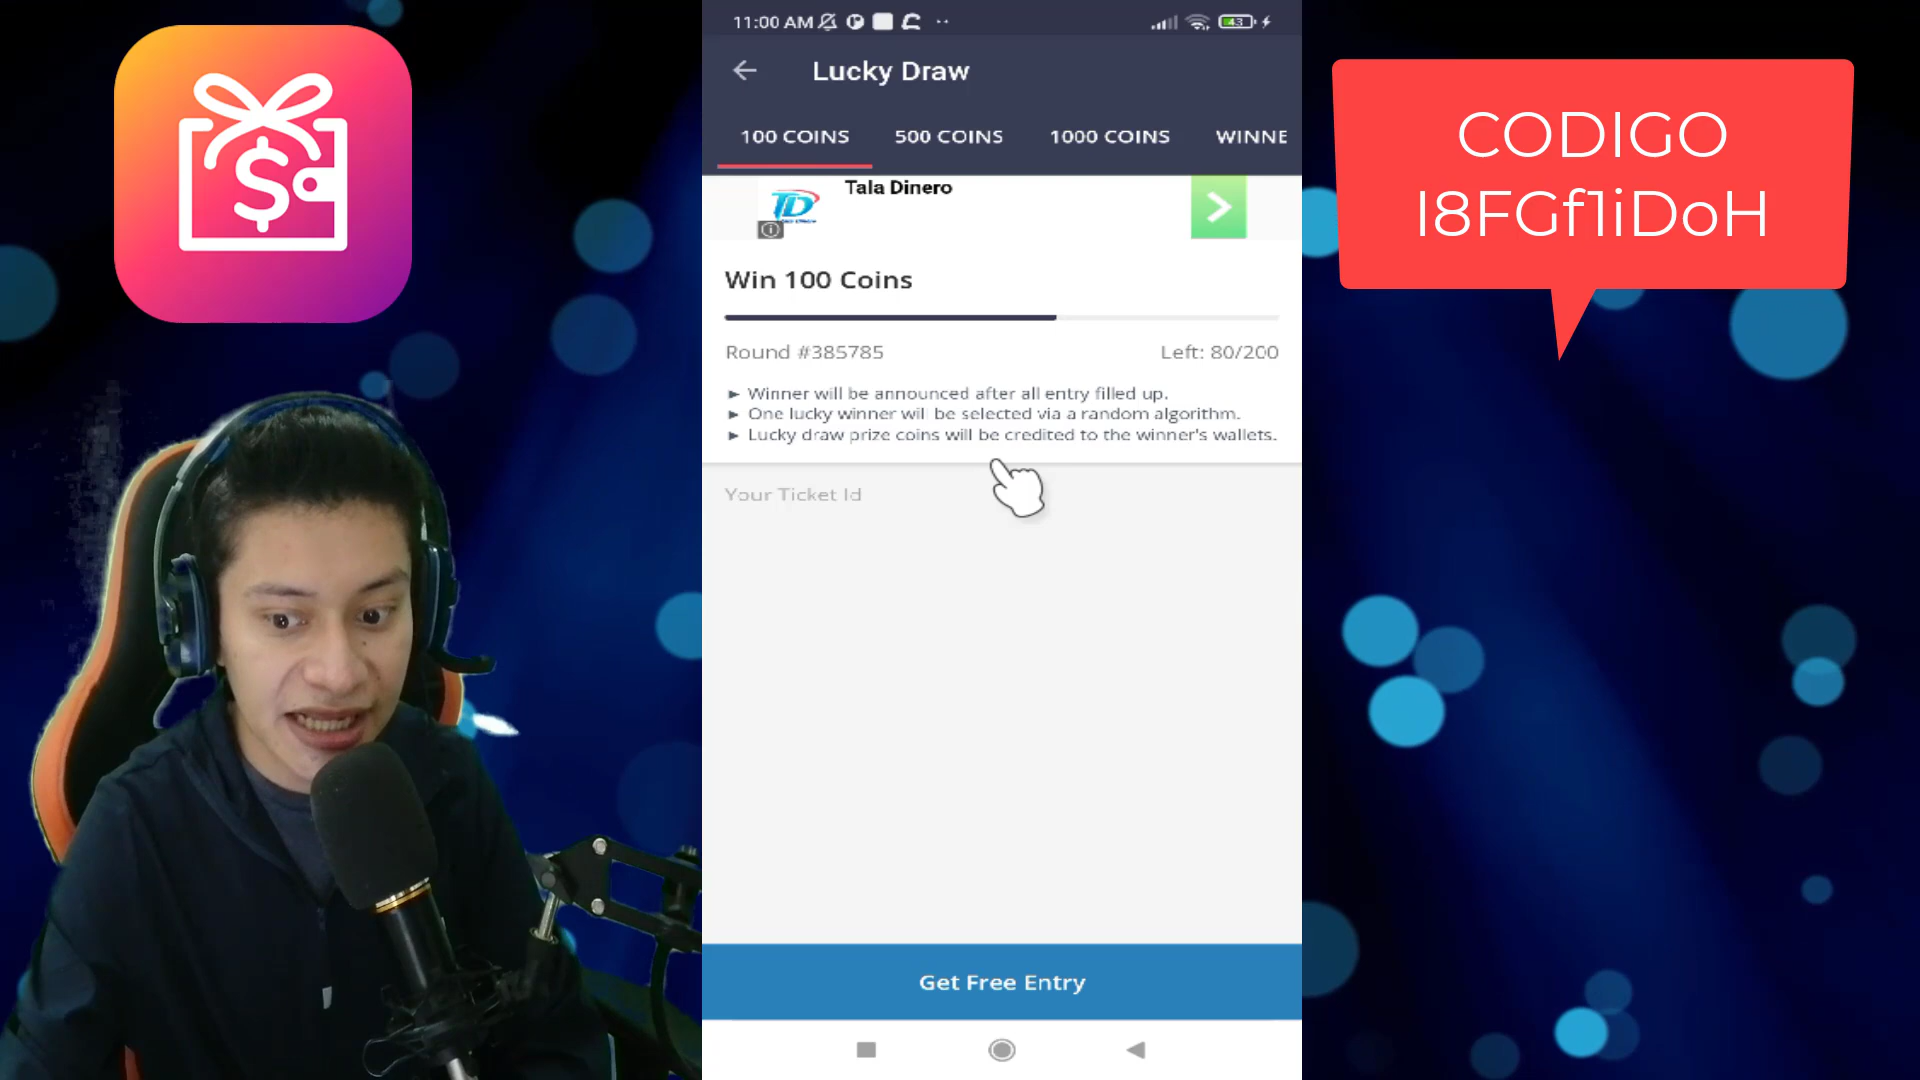 11:00 AM
43
Lucky Draw
100 COINS
500 COINS
1000 COINS
WINNE
Tala Dinero
TD
Win 100 Coins
Round #385785
Left: 80/200
► Winner will be announced after all entry filled up.
► One lucky winner will be selected via a random algorithm.
► Lucky draw prize coins will be credited to the winner's wallets.
Your Ticket Id
Get Free Entry
CODIGO
I8FGf1iDoH